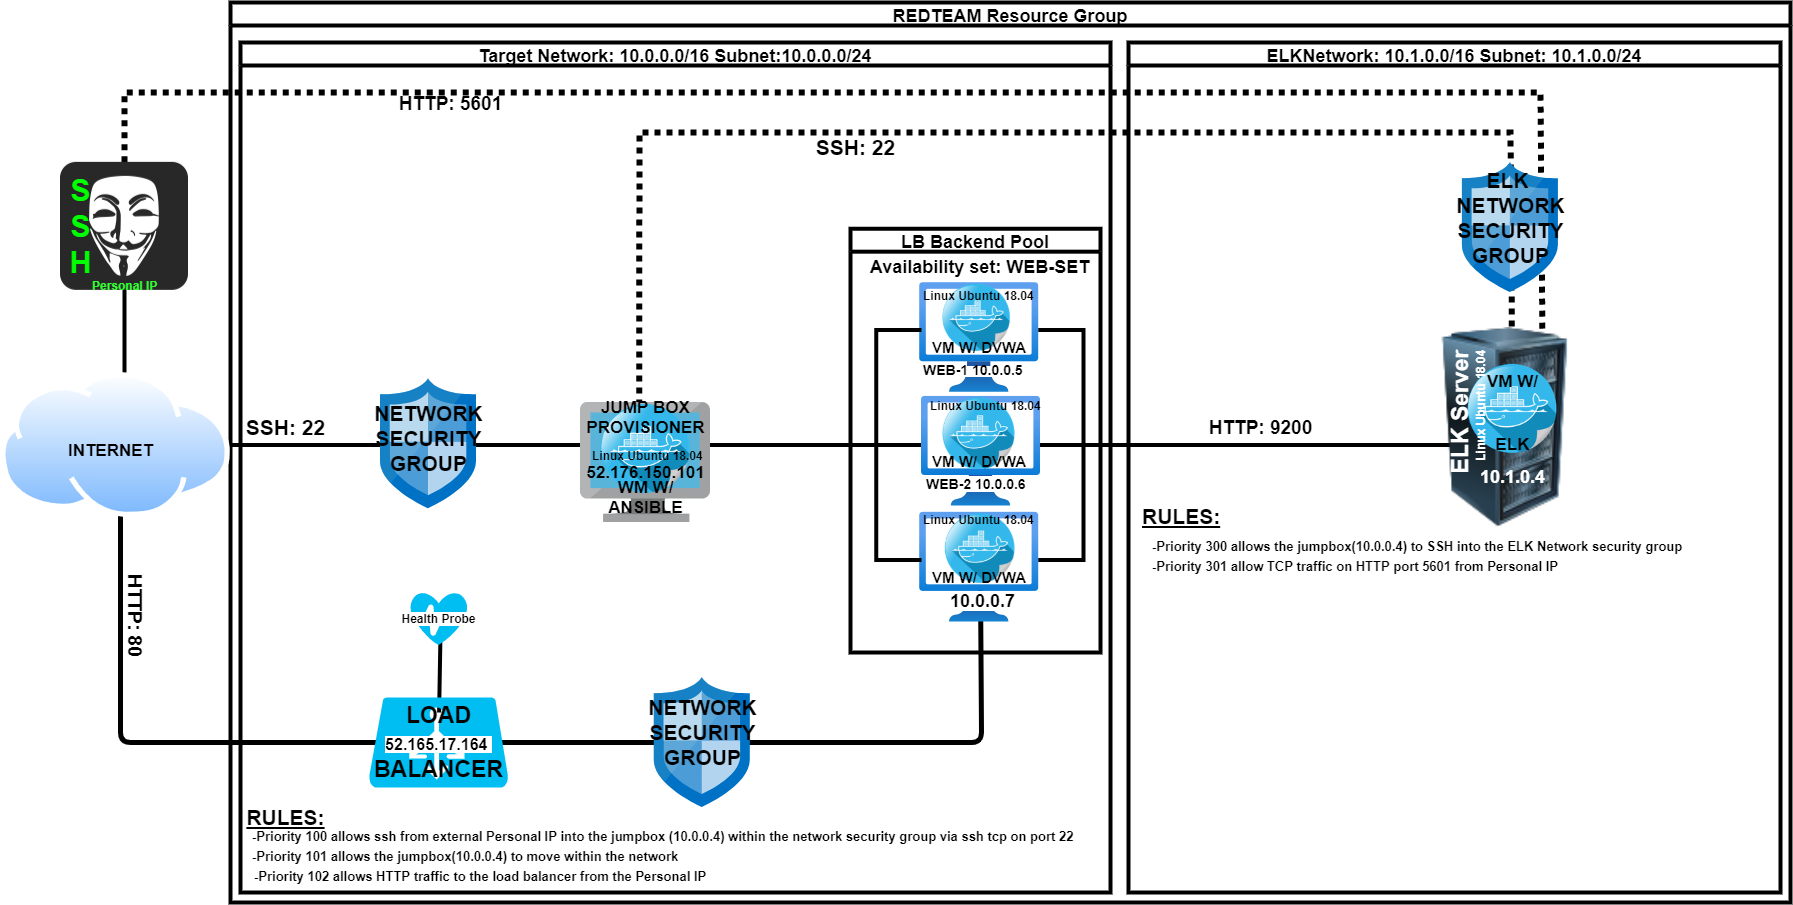 REDTEAM Resource Group
Target Network: 10.0.0.0/16 Subnet:10.0.0.0/24
ELKNetwork: 10.1.0.0/16 Subnet: 10.1.0.0/24
HTTP: 5601
SSH: 22
S
S
H
Personal IP
ELK
NETWORK
SECURITY
GROUP
LB Backend Pool
Availability set: WEB-SET
Linux Ubuntu 18.04
VM W/ DVWA
WEB-1 10.0.0.5
Linux Ubuntu 18.04
VM W/ DVWA
WEB-2 10.0.0.6
Linux Ubuntu 18.04
VM W/ DVWA
10.0.0.7
INTERNET
SSH: 22
NETWORK
SECURITY
GROUP
JUMP BOX
PROVISIONER
Linux Ubuntu 18.04
52.176.150.101
WM W/
ANSIBLE
HTTP: 9200
ELK Server
Linux Ubuntu 18.04
VM W/
ELK
10.1.0.4
RULES:
-Priority 300 allows the jumpbox(10.0.0.4) to SSH into the ELK Network security group
-Priority 301 allow TCP traffic on HTTP port 5601 from Personal IP
HTTP: 80
Health Probe
LOAD
52.165.17.164
BALANCER
NETWORK
SECURITY
GROUP
RULES:
-Priority 100 allows ssh from external Personal IP into the jumpbox (10.0.0.4) within the network security group via ssh tcp on port 22
-Priority 101 allows the jumpbox(10.0.0.4) to move within the network
-Priority 102 allows HTTP traffic to the load balancer from the Personal IP